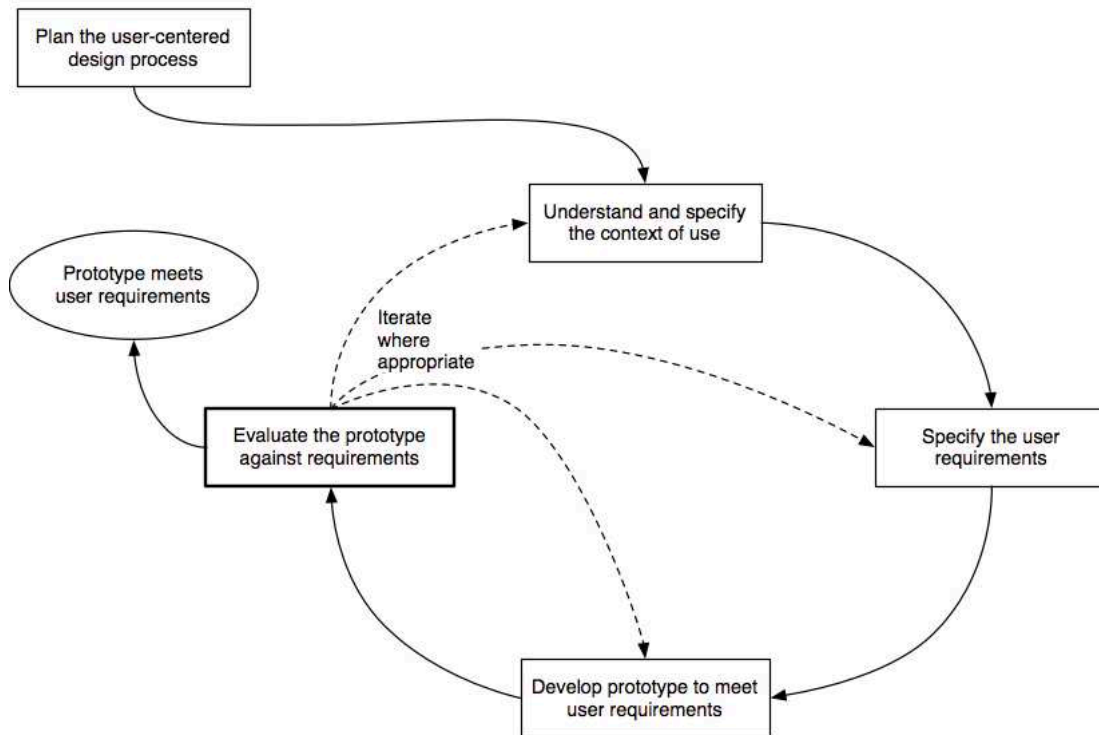 Plan the user-centered
design process
Understand and specify
the context of use
Prototype meets
user requirements
Iterate
where
appropriate
Evaluate the prototype
against requirements
Specify the user
requirements
Develop prototype to meet
user requirements